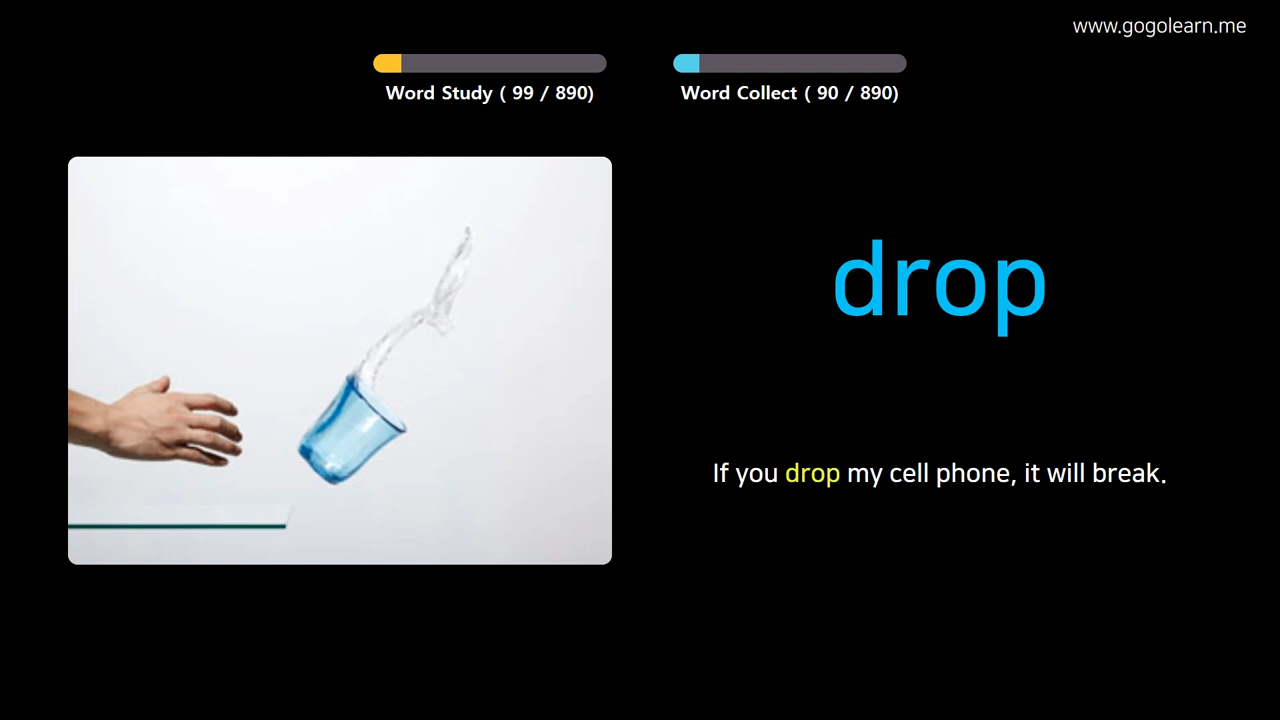 www.gogolearn.me
Word Study ( 99 / 890)
Word Collect ( 90 / 890)
drop
If you drop my cell phone, it will break.